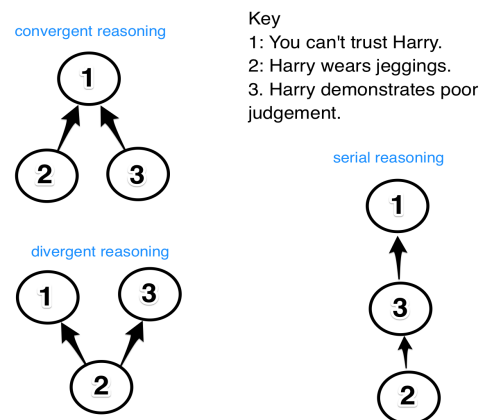 convergent reasoning
1
2
3
Key
1: You can't trust Harry.
2: Harry wears jeggings.
3. Harry demonstrates poor
judgement.
divergent reasoning
1
3
2
serial reasoning
1
3
2